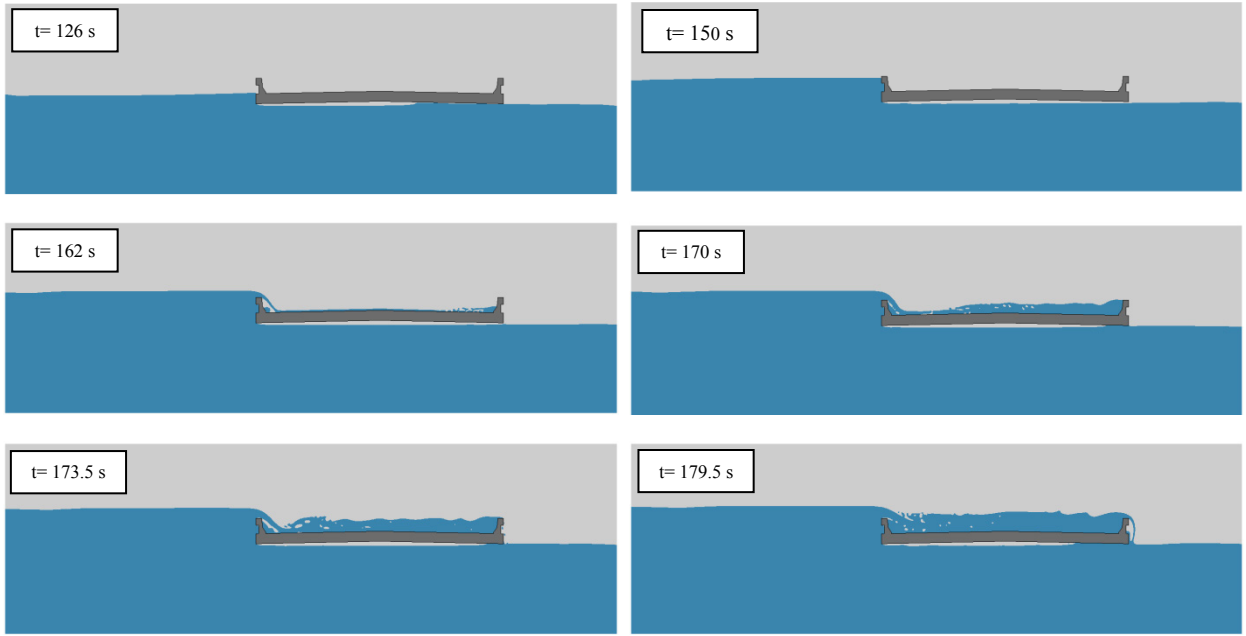 t= 126 s
t= 150 s
t= 162 s
t= 170 s
t= 173.5 s
t= 179.5 s